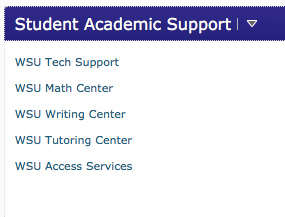 Student Academic Support
WSU Tech Support
WSU Math Center
WSU Writing Center
WSU Tutoring Center
WSU Access Services